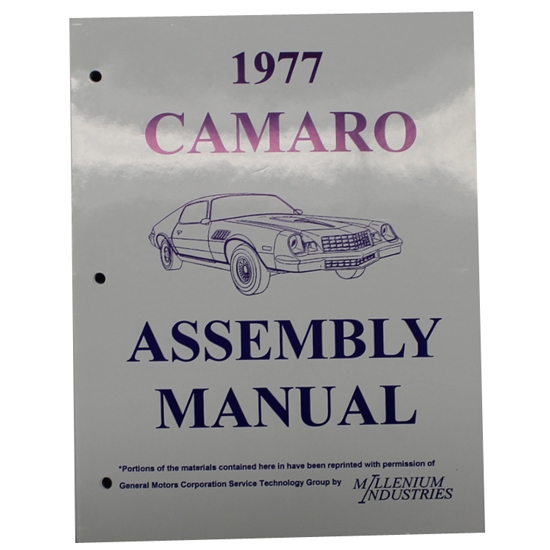 1977
CAMARO
ASSEMBLY
MANUAL
*Portions of the materials contained here in have been reprinted with permission of
General Motors Corporation Service Technology Group by
MILLENIUM
INDUSTRIES